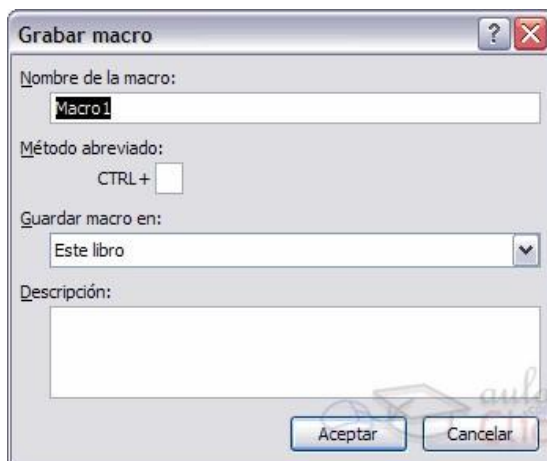 Grabar macro
Nombre de la macro:
Macro1
Método abreviado:
CTRL+
Guardar macro en:
Este libro
Descripción:
Aceptar
Cancelar